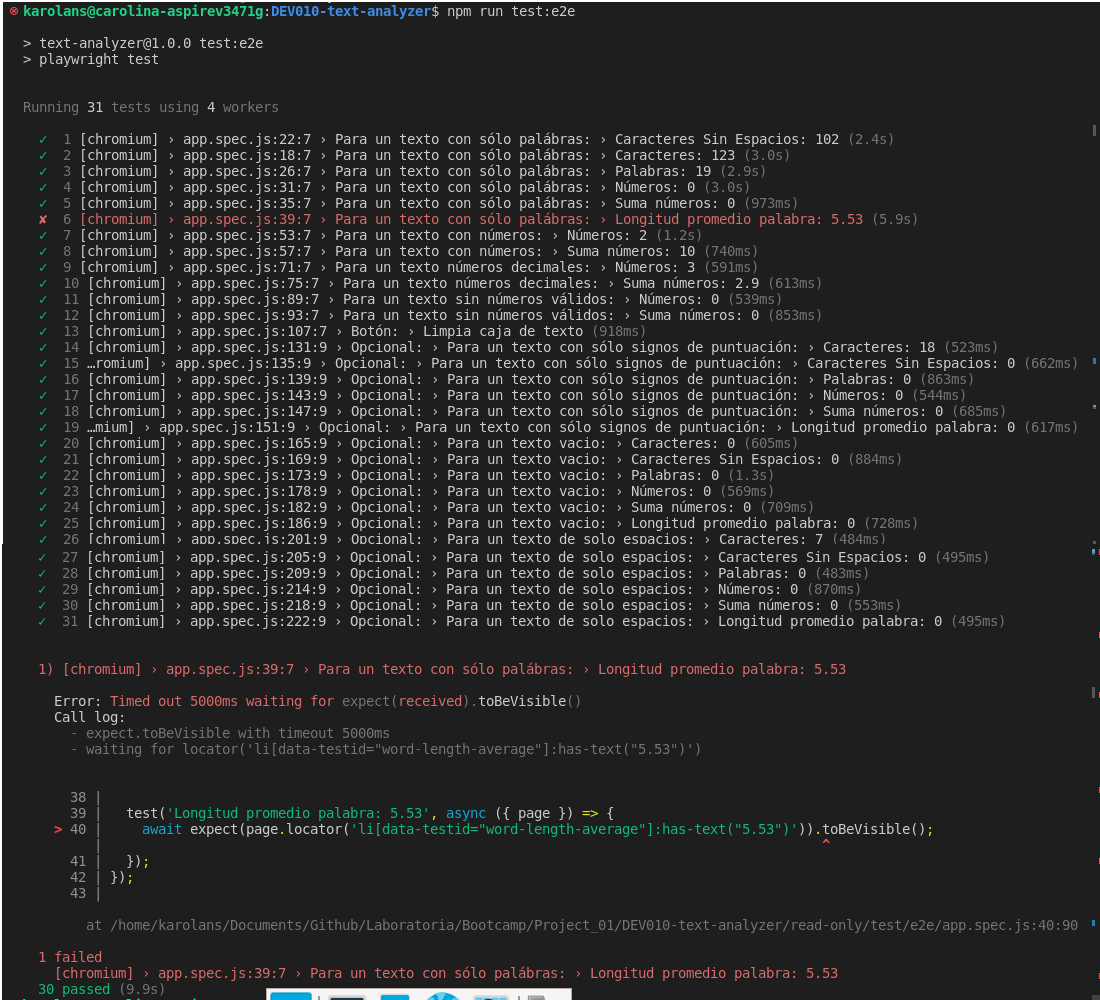 karolans@carolina-aspirev3471g:DEV010-text-analyzer$ npm run test:e2e
> text-analyzer@1.0.0 test:e2e
> playwright test
Running 31 tests using 4 workers
✓ 1 [chromium] › app.spec.js:22:7 › Para un texto con sólo palábras: › Caracteres Sin Espacios: 102 (2.4s)
✓ 2 [chromium] › app.spec.js:18:7 › Para un texto con sólo palábras: › Caracteres: 123 (3.0s)
✓ 3 [chromium] › app.spec.js:26:7 › Para un texto con sólo palábras: › Palabras: 19 (2.9s)
✓ 4 [chromium] › app.spec.js:31:7 › Para un texto con sólo palábras: › Números: 0 (3.0s)
✓ 5 [chromium] › app.spec.js:35:7 › Para un texto con sólo palábras: › Suma números: 0 (973ms)
✘ 6 [chromium] › app.spec.js:39:7 › Para un texto con sólo palábras: › Longitud promedio palabra: 5.53 (5.9s)
✓ 7 [chromium] › app.spec.js:53:7 › Para un texto con números: › Números: 2 (1.2s)
✓ 8 [chromium] › app.spec.js:57:7 › Para un texto con números: › Suma números: 10 (740ms)
✓ 9 [chromium] › app.spec.js:71:7 › Para un texto números decimales: › Números: 3 (591ms)
✓ 10 [chromium] › app.spec.js:75:7 › Para un texto números decimales: › Suma números: 2.9 (613ms)
✓ 11 [chromium] › app.spec.js:89:7 › Para un texto sin números válidos: › Números: 0 (539ms)
✓ 12 [chromium] › app.spec.js:93:7 › Para un texto sin números válidos: › Suma números: 0 (853ms)
✓ 13 [chromium] › app.spec.js:107:7 › Botón: › Limpia caja de texto (918ms)
✓ 14 [chromium] › app.spec.js:131:9 › Opcional: › Para un texto con sólo signos de puntuación: › Caracteres: 18 (523ms)
✓ 15 …romium] › app.spec.js:135:9 › Opcional: › Para un texto con sólo signos de puntuación: › Caracteres Sin Espacios: 0 (662ms)
✓ 16 [chromium] › app.spec.js:139:9 › Opcional: › Para un texto con sólo signos de puntuación: › Palabras: 0 (863ms)
✓ 17 [chromium] › app.spec.js:143:9 › Opcional: › Para un texto con sólo signos de puntuación: › Números: 0 (544ms)
✓ 18 [chromium] › app.spec.js:147:9 › Opcional: › Para un texto con sólo signos de puntuación: › Suma números: 0 (685ms)
✓ 19 …mium] › app.spec.js:151:9 › Opcional: › Para un texto con sólo signos de puntuación: › Longitud promedio palabra: 0 (617ms)
✓ 20 [chromium] › app.spec.js:165:9 › Opcional: › Para un texto vacio: › Caracteres: 0 (605ms)
✓ 21 [chromium] › app.spec.js:169:9 › Opcional: › Para un texto vacio: › Caracteres Sin Espacios: 0 (884ms)
✓ 22 [chromium] › app.spec.js:173:9 › Opcional: › Para un texto vacio: › Palabras: 0 (1.3s)
✓ 23 [chromium] › app.spec.js:178:9 › Opcional: › Para un texto vacio: › Números: 0 (569ms)
✓ 24 [chromium] › app.spec.js:182:9 › Opcional: › Para un texto vacio: › Suma números: 0 (709ms)
✓ 25 [chromium] › app.spec.js:186:9 › Opcional: › Para un texto vacio: › Longitud promedio palabra: 0 (728ms)
✓ 26 [chromium] › app.spec.js:201:9 › Opcional: › Para un texto de solo espacios: › Caracteres: 7 (484ms)
✓ 27 [chromium] › app.spec.js:205:9 › Opcional: › Para un texto de solo espacios: › Caracteres Sin Espacios: 0 (495ms)
✓ 28 [chromium] › app.spec.js:209:9 › Opcional: › Para un texto de solo espacios: › Palabras: 0 (483ms)
✓ 29 [chromium] › app.spec.js:214:9 › Opcional: › Para un texto de solo espacios: › Números: 0 (870ms)
✓ 30 [chromium] › app.spec.js:218:9 › Opcional: › Para un texto de solo espacios: › Suma números: 0 (553ms)
✓ 31 [chromium] › app.spec.js:222:9 › Opcional: › Para un texto de solo espacios: › Longitud promedio palabra: 0 (495ms)
1) [chromium] › app.spec.js:39:7 › Para un texto con sólo palábras: › Longitud promedio palabra: 5.53
Error: Timed out 5000ms waiting for expect(received).toBeVisible()
Call log:
- expect.toBeVisible with timeout 5000ms
- waiting for locator('li[data-testid="word-length-average"]:has-text("5.53")')
38 |
39 | test('Longitud promedio palabra: 5.53', async ({ page }) => {
> 40 | await expect(page.locator('li[data-testid="word-length-average"]:has-text("5.53")')).toBeVisible();
| ^
41 | });
42 | });
43 |
at /home/karolans/Documents/Github/Laboratoria/Bootcamp/Project_01/DEV010-text-analyzer/read-only/test/e2e/app.spec.js:40:90
1 failed
[chromium] › app.spec.js:39:7 › Para un texto con sólo palábras: › Longitud promedio palabra: 5.53
30 passed (9.9s)